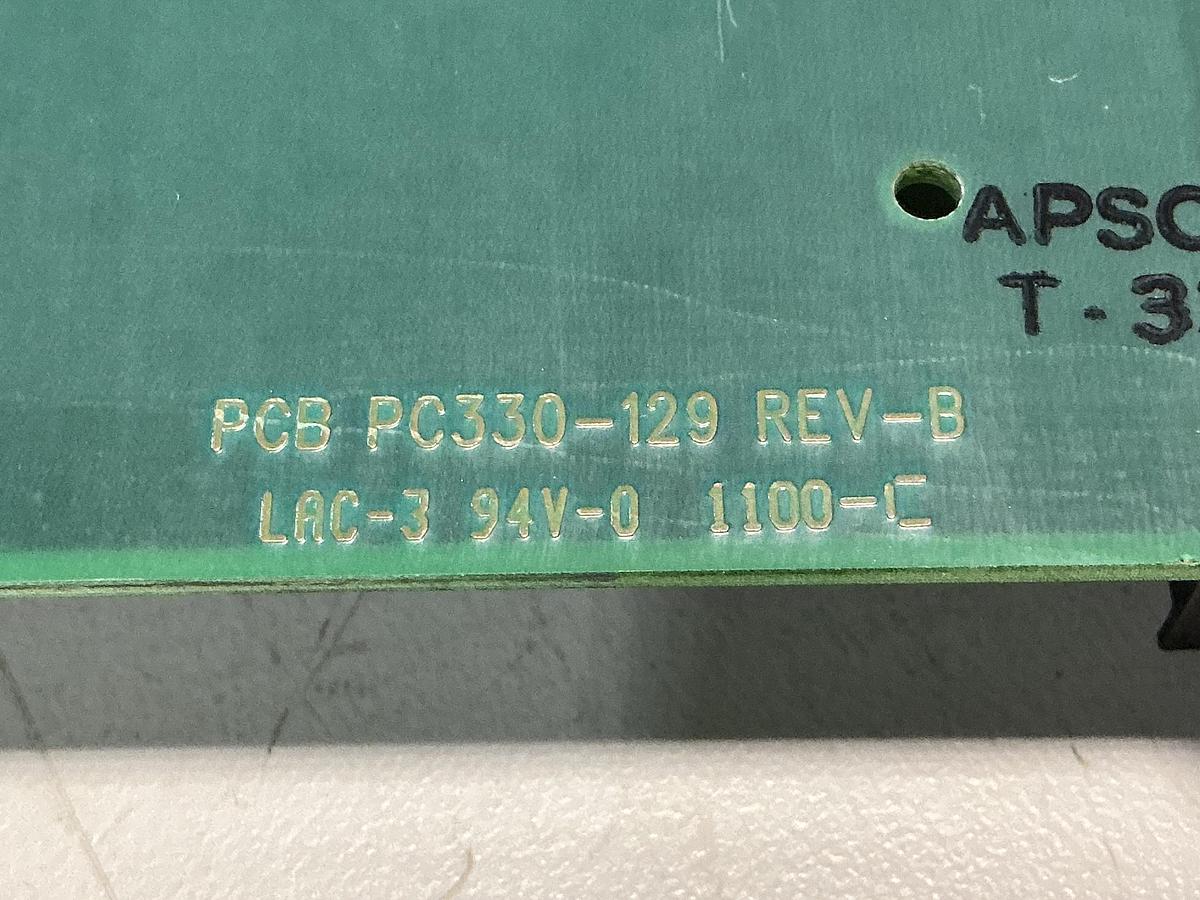 APSC
T-3
PCB PC330-129 REV-B
LAC-3 94V-0 1100-C